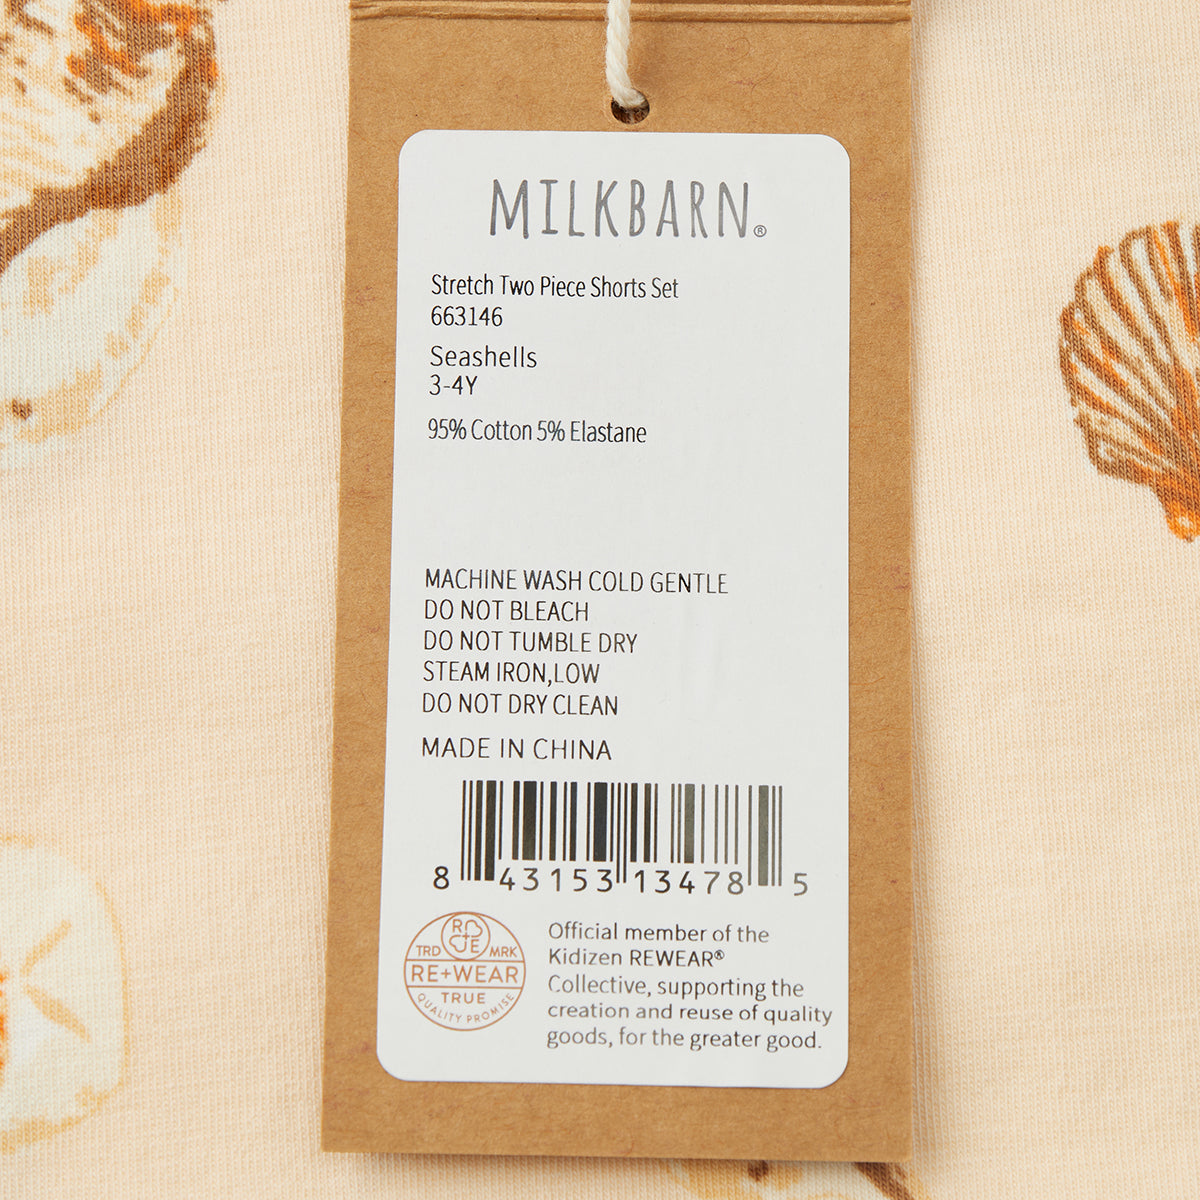 MILKBARN®
Stretch Two Piece Shorts Set
663146
Seashells
3-4Y
95% Cotton 5% Elastane
MACHINE WASH COLD GENTLE
DO NOT BLEACH
DO NOT TUMBLE DRY
STEAM IRON,LOW
DO NOT DRY CLEAN
MADE IN CHINA
8 43153 13478 5
TRD MRK
RE+WEAR
TRUE
QUALITY PROMISE
Official member of the
Kidizen REWEAR®
Collective, supporting the
creation and reuse of quality
goods, for the greater good.